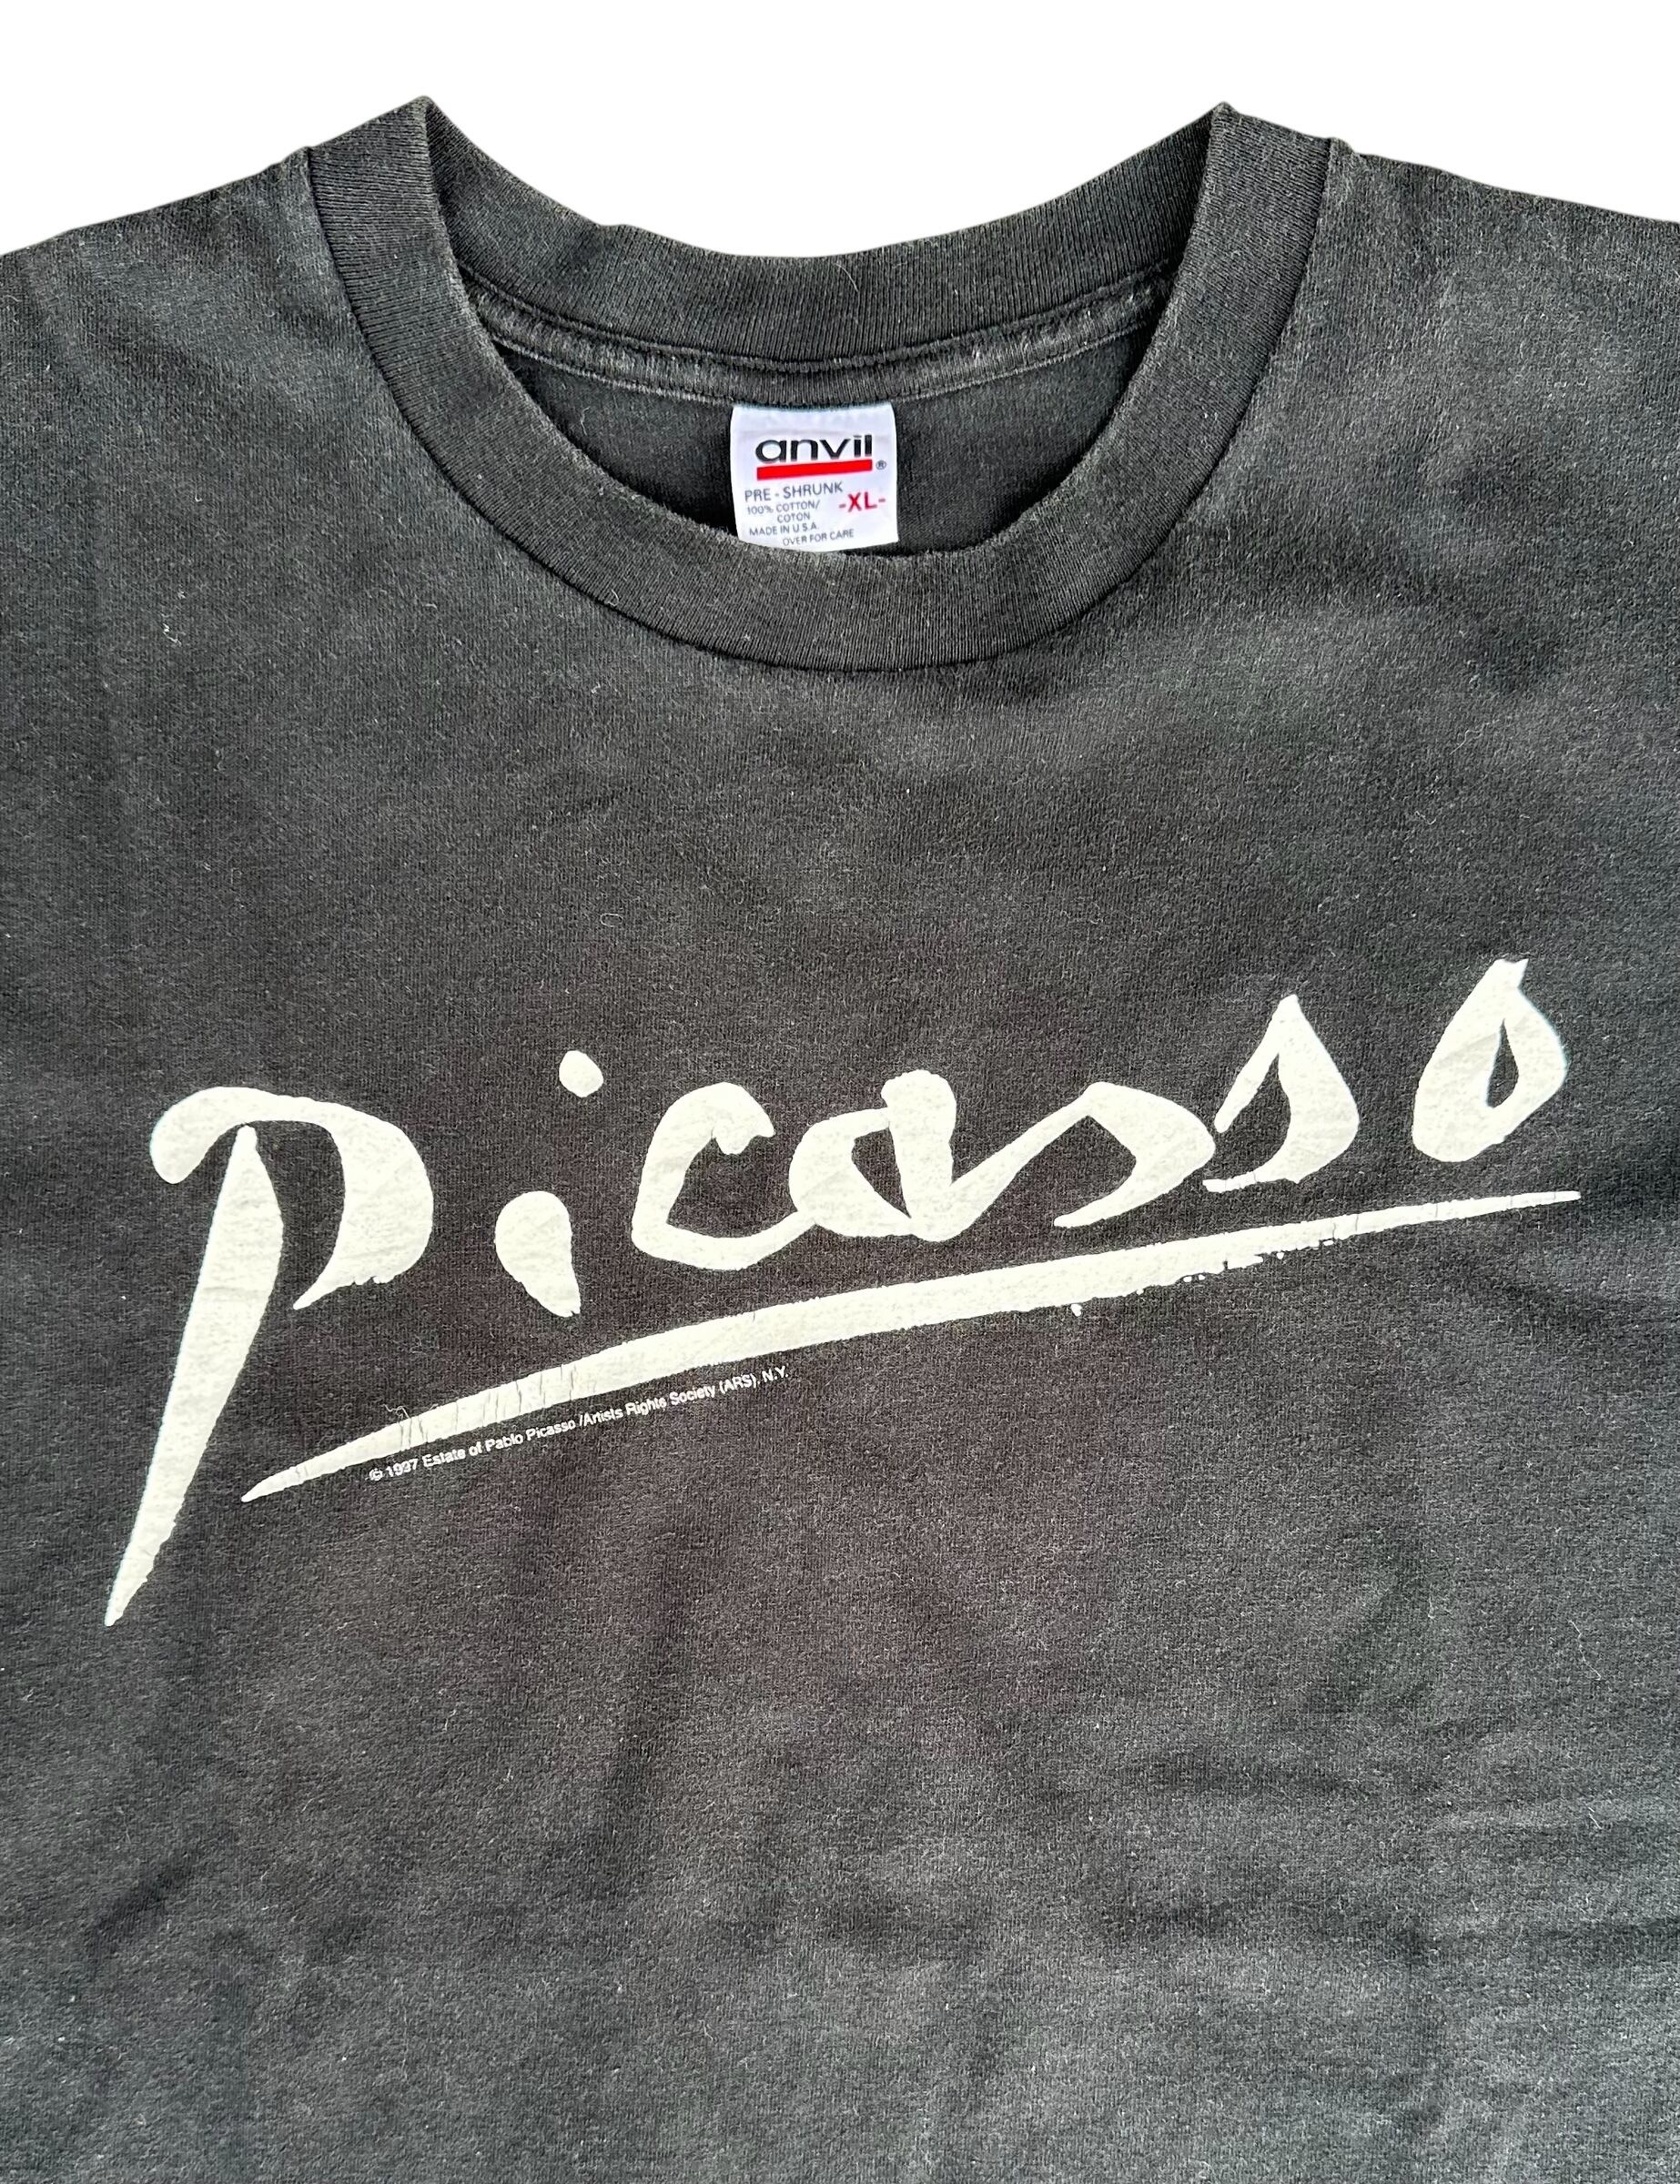 anvil®
PRE - SHRUNK
100% COTTON/
COTON
-XL-
MADE IN U.S.A.
OVER FOR CARE
Picasso
© 1997 Estate of Pablo Picasso /Artists Rights Society (ARS), N.Y.